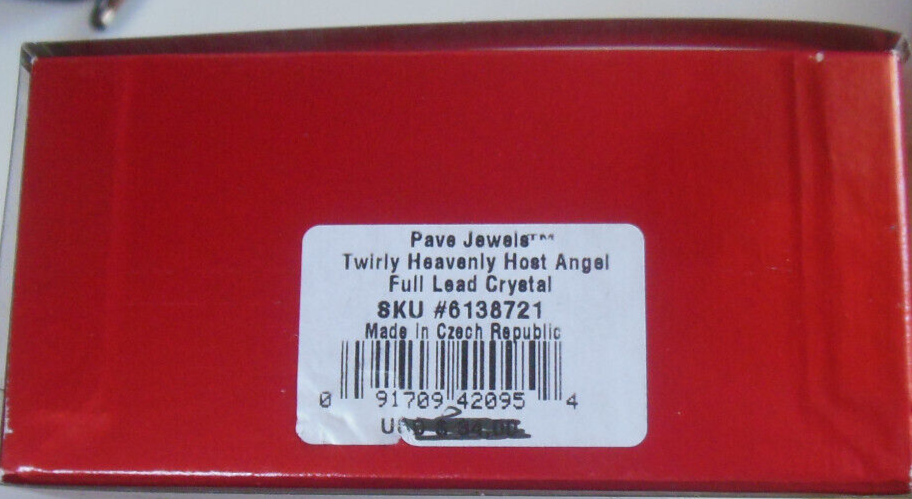 Pave Jewels™
Twirly Heavenly Host Angel
Full Lead Crystal
SKU #6138721
Made in Czech Republic
0 91709 42095 4